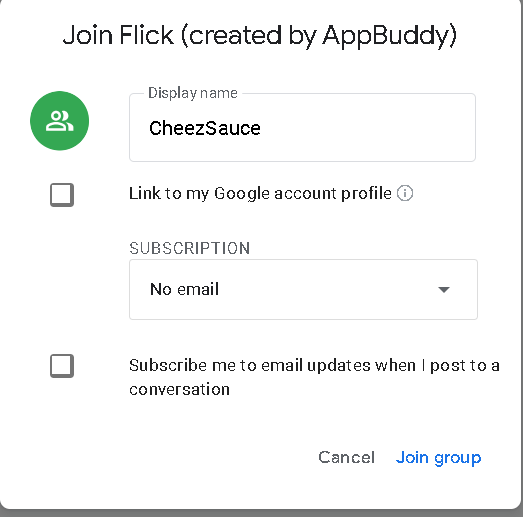 Join Flick (created by AppBuddy)
Display name
CheezSauce
Link to my Google account profile
SUBSCRIPTION
No email
Subscribe me to email updates when I post to a
conversation
Cancel Join group